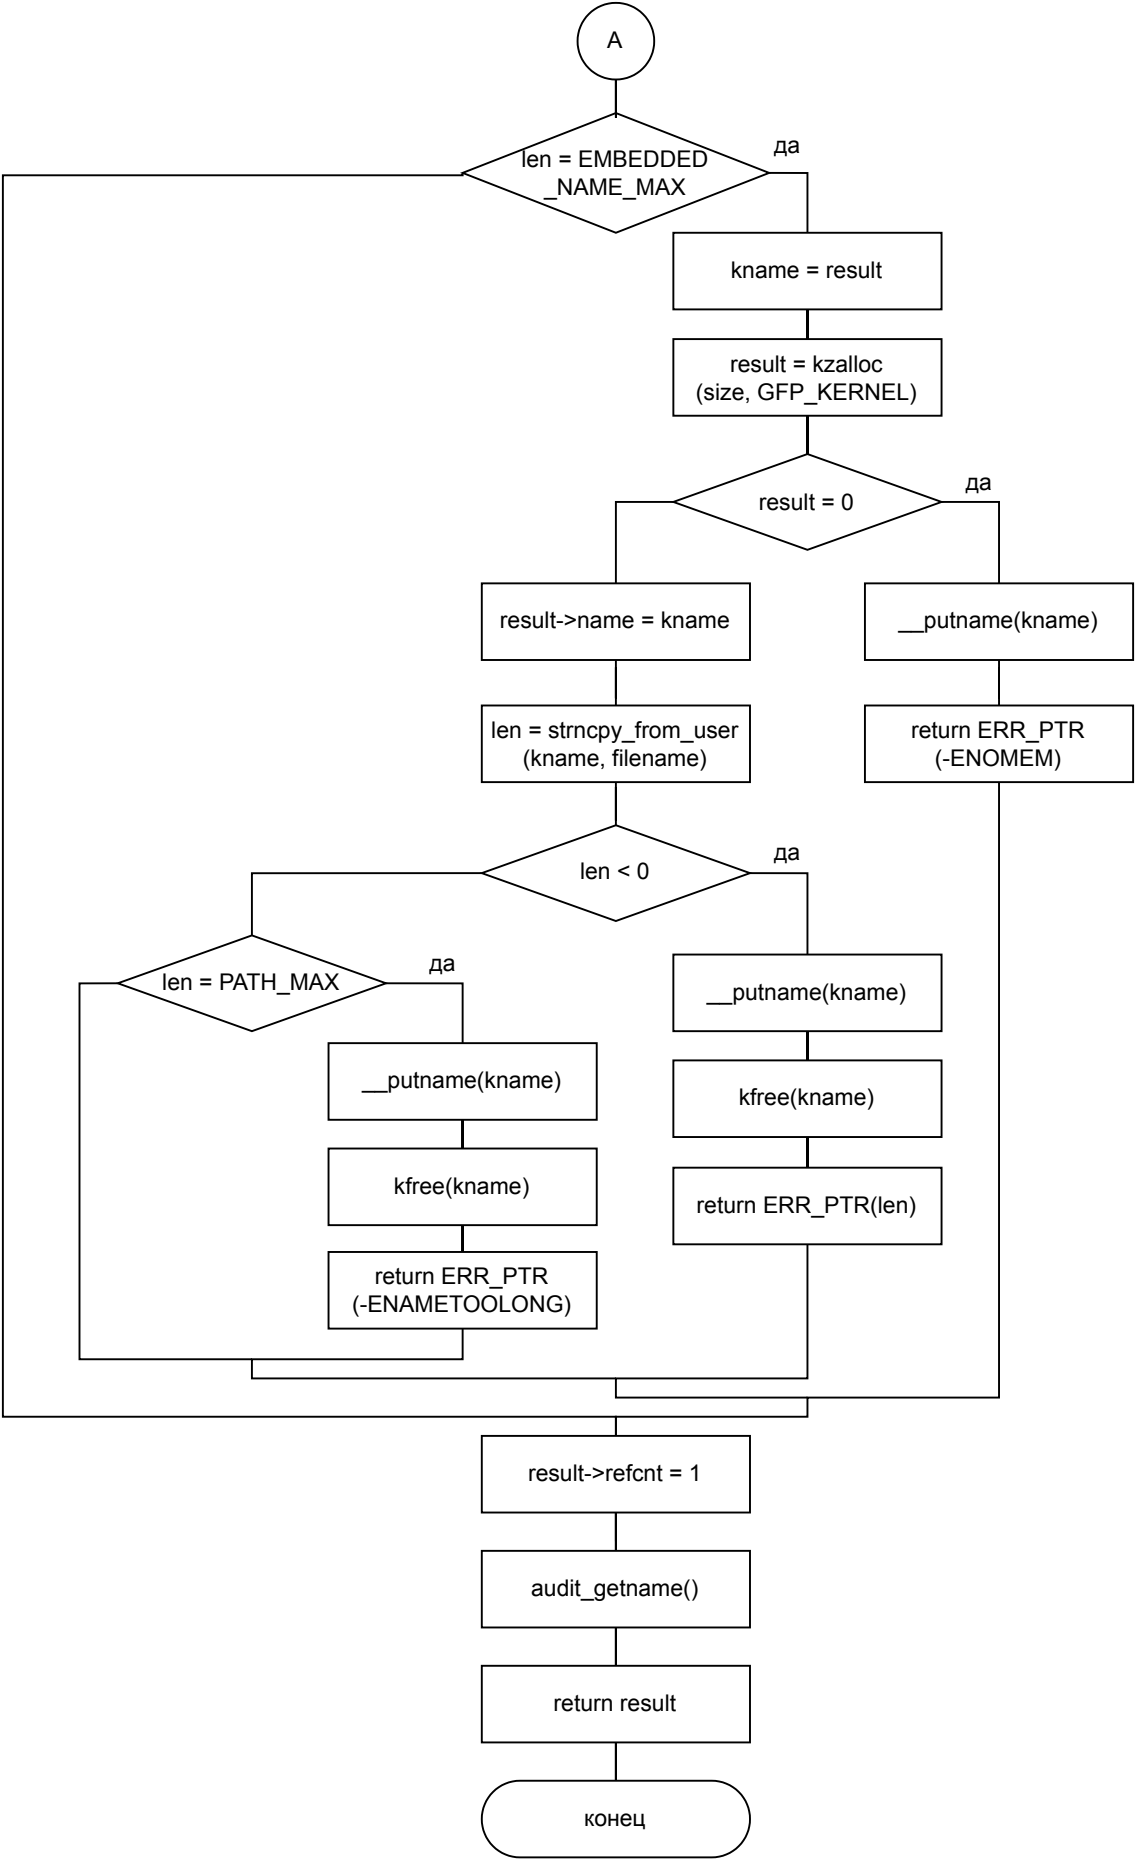 A
len = EMBEDDED
_NAME_MAX
да
kname = result
result = kzalloc
(size, GFP_KERNEL)
result = 0
да
result->name = kname
__putname(kname)
len = strncpy_from_user
(kname, filename)
return ERR_PTR
(-ENOMEM)
len < 0
да
len = PATH_MAX
да
__putname(kname)
__putname(kname)
kfree(kname)
kfree(kname)
return ERR_PTR(len)
return ERR_PTR
(-ENAMETOOLONG)
result->refcnt = 1
audit_getname()
return result
конец